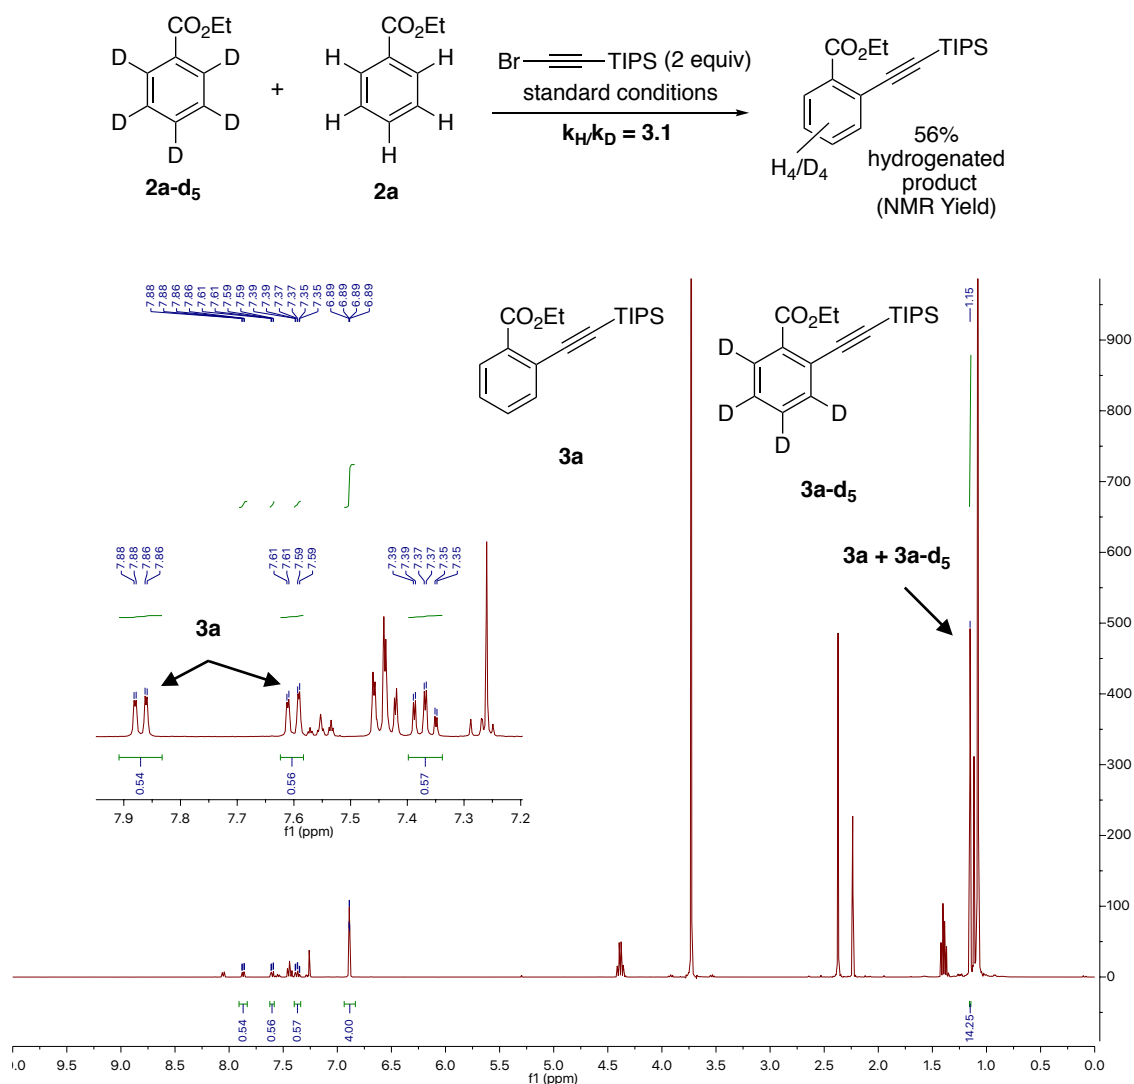 CO2Et
D
D
D
D
D
2a-d5
+
CO2Et
H
H
H
H
H
2a
Br
TIPS (2 equiv)
standard conditions
kH/kD = 3.1
CO2Et
TIPS
H4/D4
56%
hydrogenated
product
(NMR Yield)
7.88
7.88
7.86
7.86
7.61
7.61
7.59
7.59
7.39
7.39
7.37
7.37
7.35
7.35
6.89
6.89
6.89
6.89
1.15
CO2Et
TIPS
3a
CO2Et
TIPS
D
D
D
D
3a-d5
3a + 3a-d5
7.88
7.88
7.86
7.86
7.61
7.61
7.59
7.59
7.39
7.39
7.37
7.37
7.35
7.35
3a
0.54
0.56
0.57
7.9 7.8 7.7 7.6 7.5 7.4 7.3 7.2
f1 (ppm)
900
800
700
600
500
400
300
200
100
0
0.54
0.56
0.57
4.00
14.25
0.0 9.5 9.0 8.5 8.0 7.5 7.0 6.5 6.0 5.5 5.0 4.5 4.0 3.5 3.0 2.5 2.0 1.5 1.0 0.5 0.0
f1 (ppm)